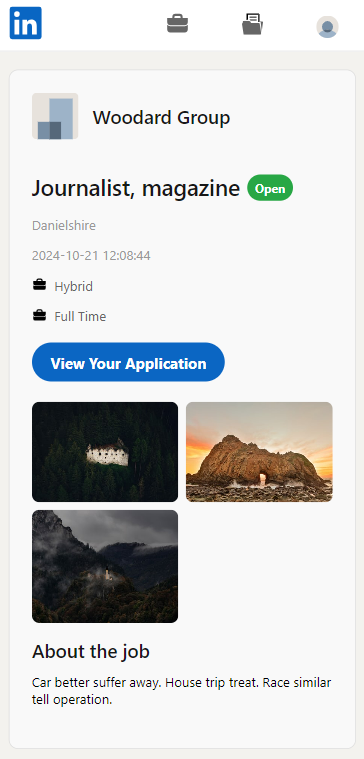 in
Woodard Group
Journalist, magazine Open
Danielshire
2024-10-21 12:08:44
Hybrid
Full Time
View Your Application
About the job
Car better suffer away. House trip treat. Race similar
tell operation.